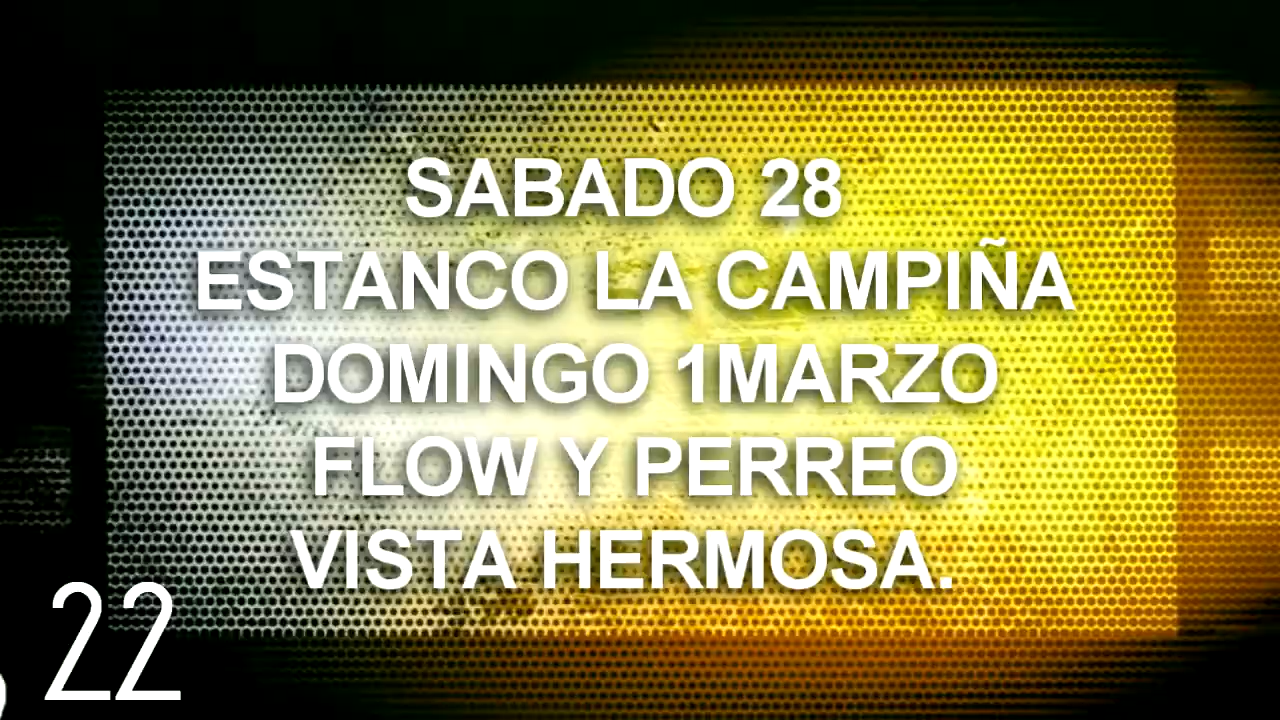 SABADO 28
ESTANCO LA CAMPIÑA
DOMINGO 1MARZO
FLOW Y PERREO
VISTA HERMOSA.
22